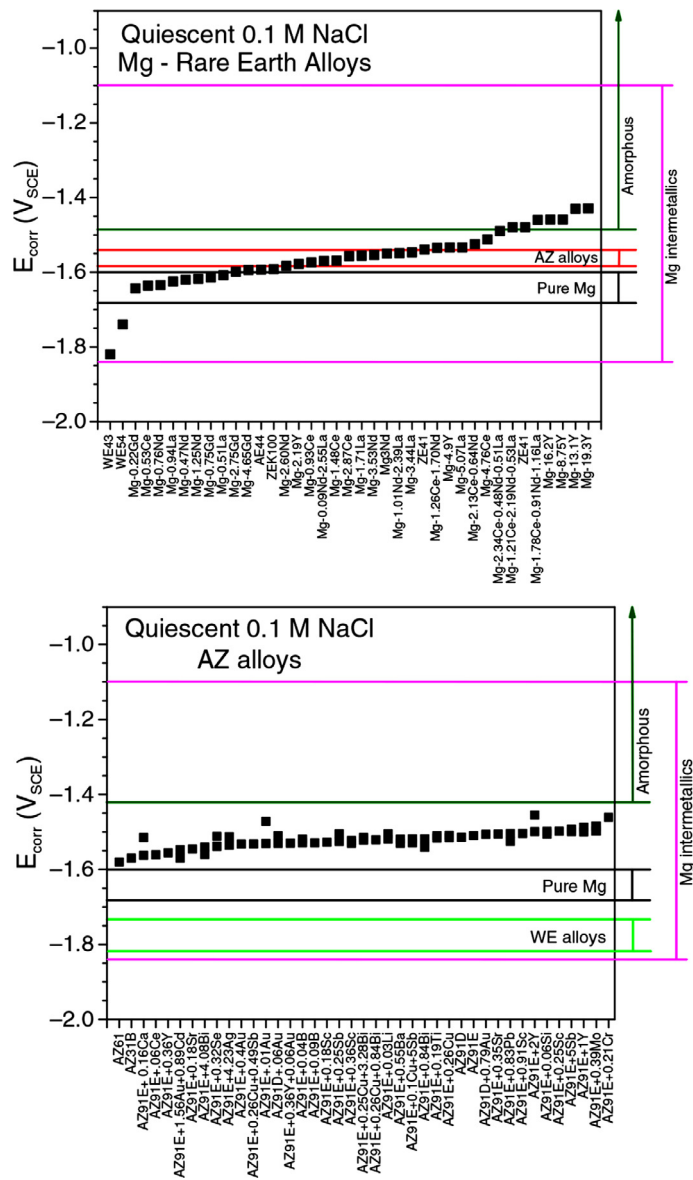 Quiescent 0.1 M NaCl
Mg - Rare Earth Alloys
E_corr (V_SCE)
−1.0
−1.2
−1.4
−1.6
−1.8
−2.0
Amorphous
AZ alloys
Pure Mg
Mg intermetallics
WE43
WE54
Mg-0.22Gd
Mg-0.53Ce
Mg-0.76Nd
Mg-0.94La
Mg-0.47Nd
Mg-1.25Nd
Mg-0.75Gd
Mg-0.51La
Mg-2.75Gd
Mg-4.65Gd
AE44
ZEK100
Mg-2.60Nd
Mg-2.19Y
Mg-0.93Ce
Mg-0.09Nd-2.55La
Mg-1.48Ce
Mg-2.87Ce
Mg-1.71La
Mg-3.53Nd
Mg3Nd
Mg-1.01Nd-2.39La
Mg-3.44La
ZE41
Mg-1.26Ce-1.70Nd
Mg-4.9Y
Mg-5.07La
Mg-2.13Ce-0.64Nd
Mg-4.76Ce
Mg-2.34Ce-0.48Nd-0.51La
Mg-1.21Ce-2.19Nd-0.53La
ZE41
Mg-1.78Ce-0.91Nd-1.16La
Mg-16.2Y
Mg-8.75Y
Mg-13.1Y
Mg-19.3Y
Quiescent 0.1 M NaCl
AZ alloys
E_corr (V_SCE)
−1.0
−1.2
−1.4
−1.6
−1.8
−2.0
Amorphous
Pure Mg
WE alloys
Mg intermetallics
AZ61
AZ31B
AZ91E+ 0.16Ca
AZ91E+.05Ce
AZ91E+0.36Y
AZ91E+1.56Au+0.89Cd
AZ91E+0.18Sr
AZ91E+4.08Bi
AZ91E+0.32Se
AZ91E+4.23Ag
AZ91E+0.4Au
AZ91E+0.26Cu+0.49Sb
AZ91E+.01Au
AZ91D+.06Au
AZ91E+0.36Y+0.06Au
AZ91E+0.04B
AZ91E+0.09B
AZ91E+0.18Sc
AZ91E+0.25Sb
AZ91E+0.36Sc
AZ91E+0.25Cu+3.28Bi
AZ91E+0.26Cu+0.84Bi
AZ91E+0.03Li
AZ91E+0.55Ba
AZ91E+0.1Cu+5Sb
AZ91E+0.84Bi
AZ91E+0.19Ti
AZ91E+0.26Cu
AZ91D
AZ91E
AZ91D+0.79Au
AZ91E+0.35Sr
AZ91E+0.83Pb
AZ91E+0.91Sc
AZ91E+.2Y
AZ91E+0.06Si
AZ91E+0.25Sc
AZ91E+5Sb
AZ91E+1Y
AZ91E+0.39Mo
AZ91E+0.21Cr